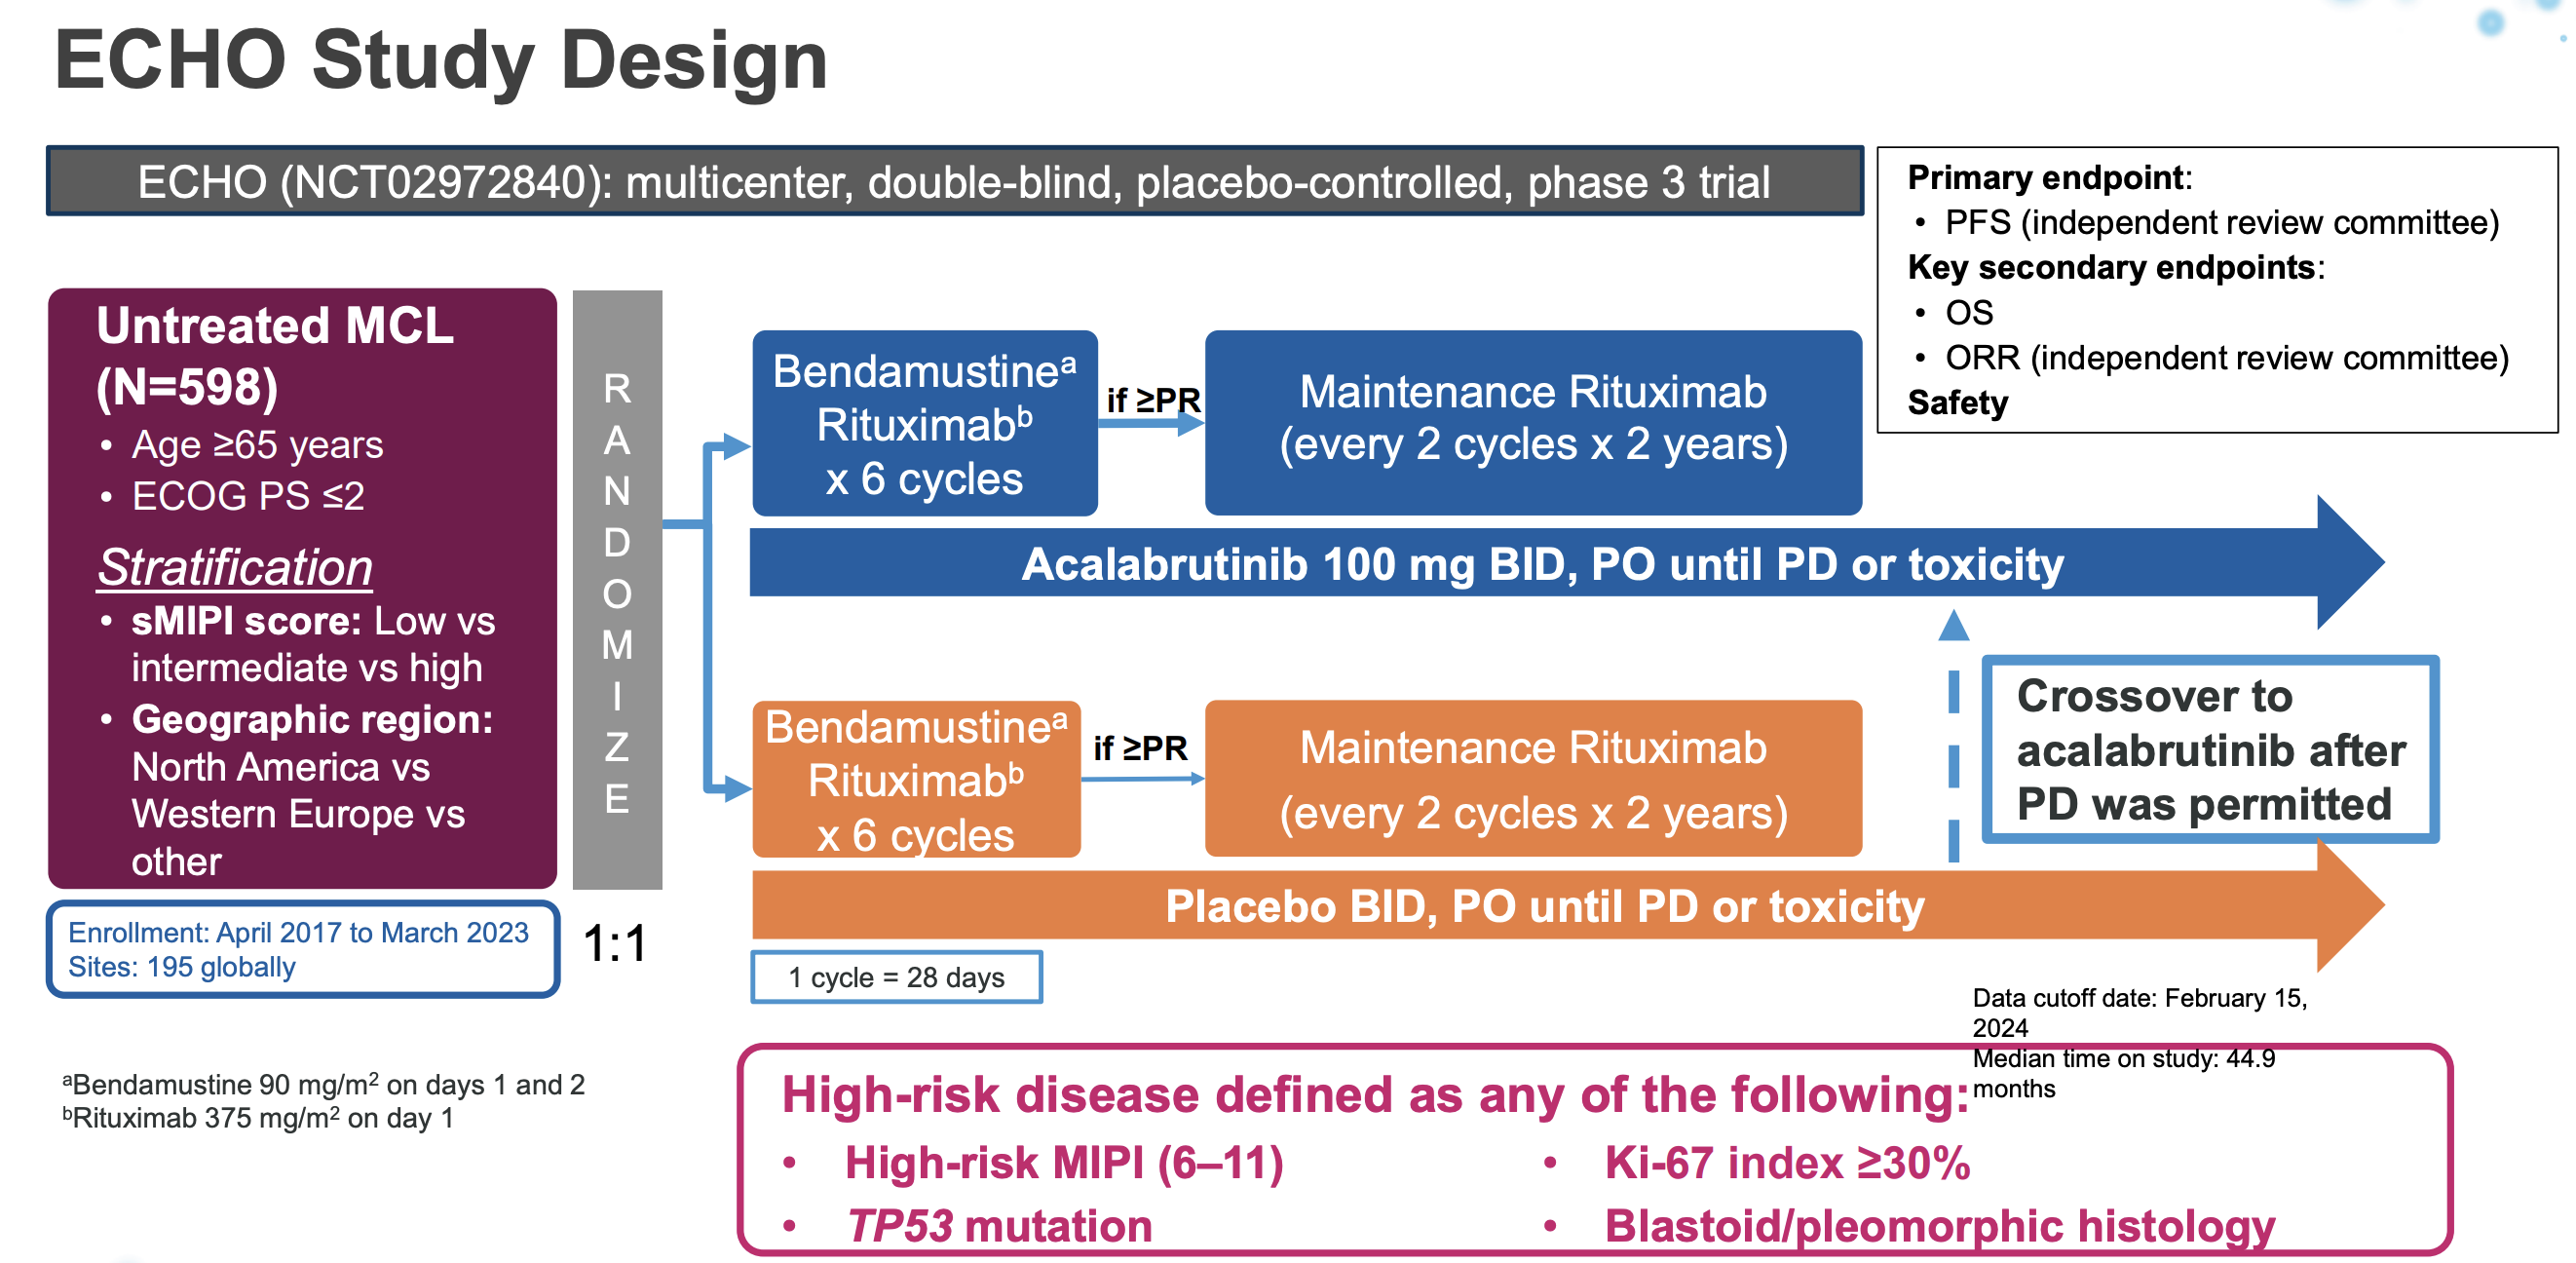 ECHO Study Design
ECHO (NCT02972840): multicenter, double-blind, placebo-controlled, phase 3 trial
Primary endpoint:
• PFS (independent review committee)
Key secondary endpoints:
• OS
• ORR (independent review committee)
Safety
Untreated MCL
(N=598)
• Age ≥65 years
• ECOG PS ≤2
Stratification
• sMIPI score: Low vs
intermediate vs high
• Geographic region:
North America vs
Western Europe vs
other
Enrollment: April 2017 to March 2023
Sites: 195 globally
R
A
N
D
O
M
I
Z
E
1:1
Bendamustineᵃ
Rituximabᵇ
x 6 cycles
if ≥PR
Maintenance Rituximab
(every 2 cycles x 2 years)
Acalabrutinib 100 mg BID, PO until PD or toxicity
Crossover to
acalabrutinib after
PD was permitted
Bendamustineᵃ
Rituximabᵇ
x 6 cycles
if ≥PR
Maintenance Rituximab
(every 2 cycles x 2 years)
Placebo BID, PO until PD or toxicity
1 cycle = 28 days
Data cutoff date: February 15,
2024
Median time on study: 44.9
months
ᵃBendamustine 90 mg/m² on days 1 and 2
ᵇRituximab 375 mg/m² on day 1
High-risk disease defined as any of the following:
• High-risk MIPI (6–11)
• TP53 mutation
• Ki-67 index ≥30%
• Blastoid/pleomorphic histology